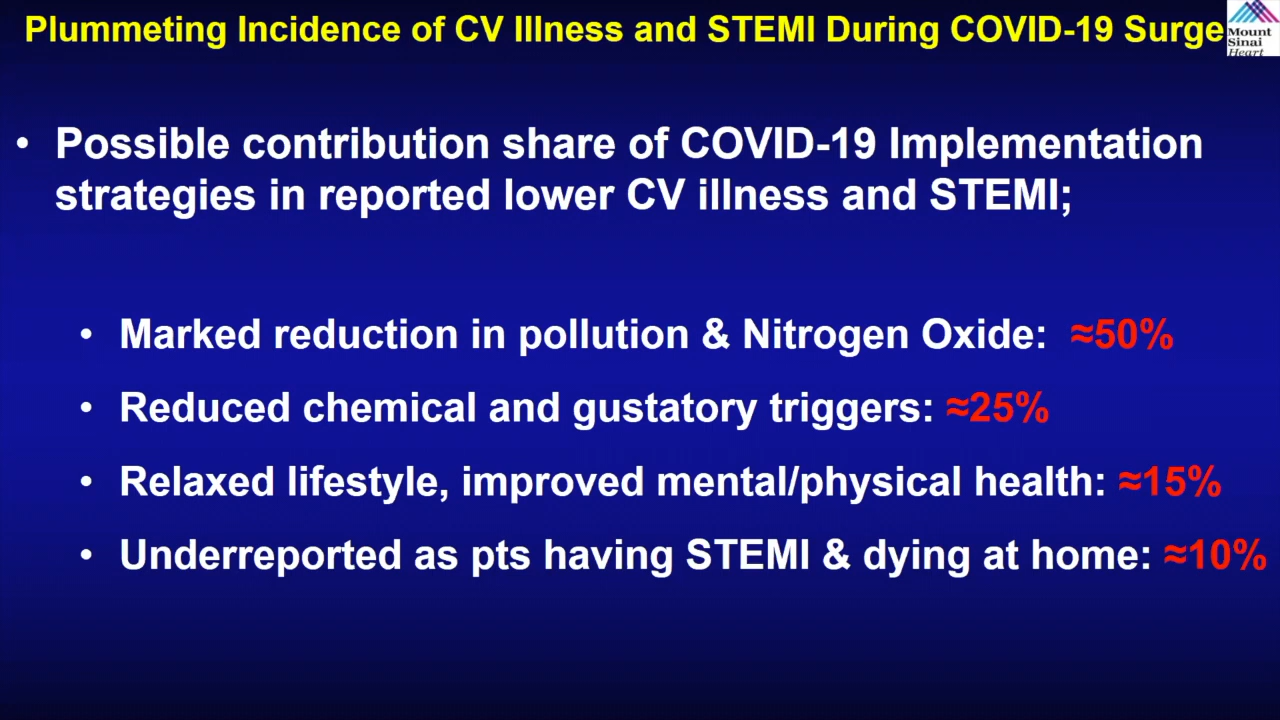 Plummeting Incidence of CV Illness and STEMI During COVID-19 Surge
Mount
Sinai
Heart
• Possible contribution share of COVID-19 Implementation
strategies in reported lower CV illness and STEMI;
• Marked reduction in pollution & Nitrogen Oxide: ≈50%
• Reduced chemical and gustatory triggers: ≈25%
• Relaxed lifestyle, improved mental/physical health: ≈15%
• Underreported as pts having STEMI & dying at home: ≈10%